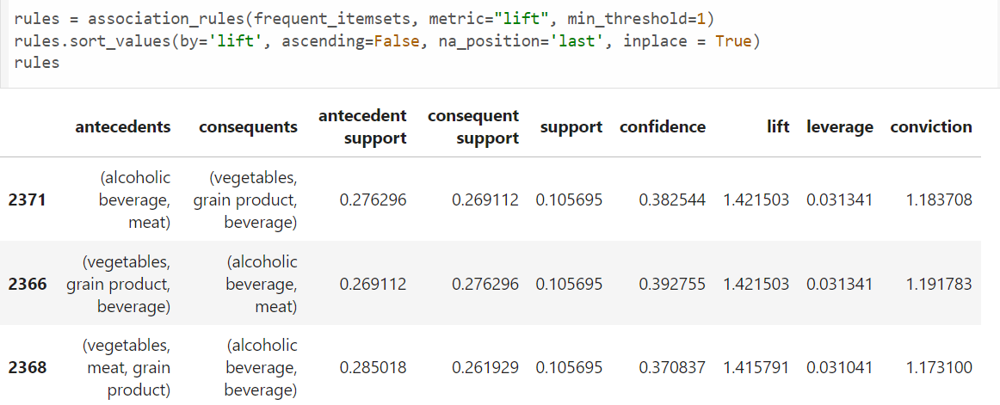 rules = association_rules(frequent_itemsets, metric="lift", min_threshold=1)
rules.sort_values(by='lift', ascending=False, na_position='last', inplace = True)
rules
antecedents consequents antecedent support consequent support support confidence lift leverage conviction
2371 (alcoholic beverage, meat) (vegetables, grain product, beverage) 0.276296 0.269112 0.105695 0.382544 1.421503 0.031341 1.183708
2366 (vegetables, grain product, beverage) (alcoholic beverage, meat) 0.269112 0.276296 0.105695 0.392755 1.421503 0.031341 1.191783
2368 (vegetables, meat, grain product) (alcoholic beverage, beverage) 0.285018 0.261929 0.105695 0.370837 1.415791 0.031041 1.173100